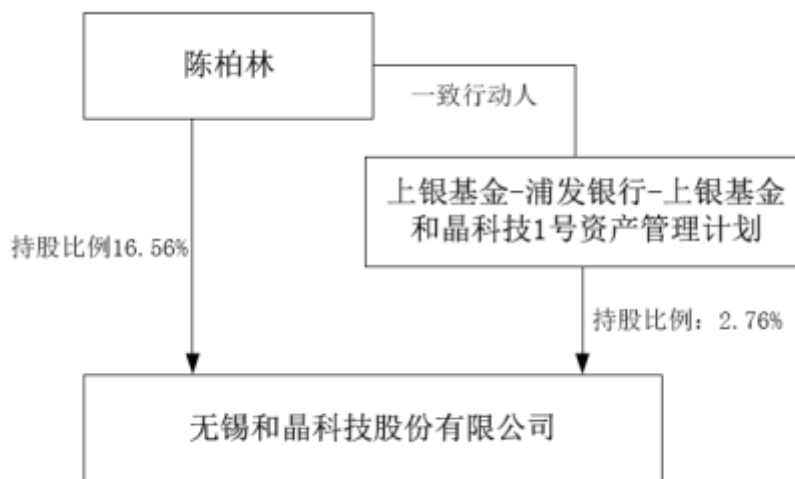 陈柏林
一致行动人
上银基金-浦发银行-上银基金
和晶科技1号资产管理计划
持股比例16.56%
持股比例：2.76%
无锡和晶科技股份有限公司